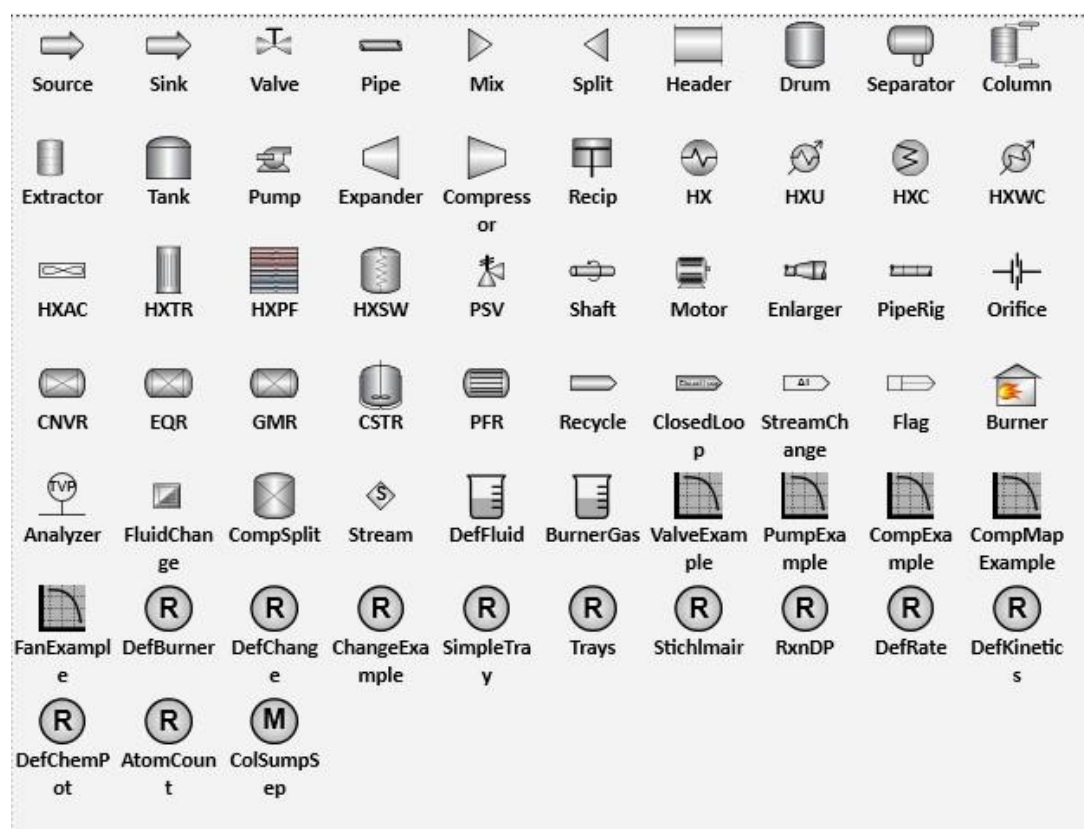 Source Sink Valve Pipe Mix Split Header Drum Separator Column
Extractor Tank Pump Expander Compress Recip HX HXU HXC HXWC
or
HXAC HXTR HXPF HXSW PSV Shaft Motor Enlarger PipeRig Orifice
CNVR EQR GMR CSTR PFR Recycle ClosedLoo StreamCh Flag Burner
p ange
TVP
S
Analyzer FluidChan CompSplit Stream DefFluid BurnerGas ValveExam PumpExa CompExa CompMap
ge ple mple mple Example
R R R R R R R R R
FanExampl DefBurner DefChang ChangeExa SimpleTra Trays Stichlmair RxnDP DefRate DefKinetic
e e mple y s
R R M
DefChemP AtomCoun ColSumpS
ot t ep